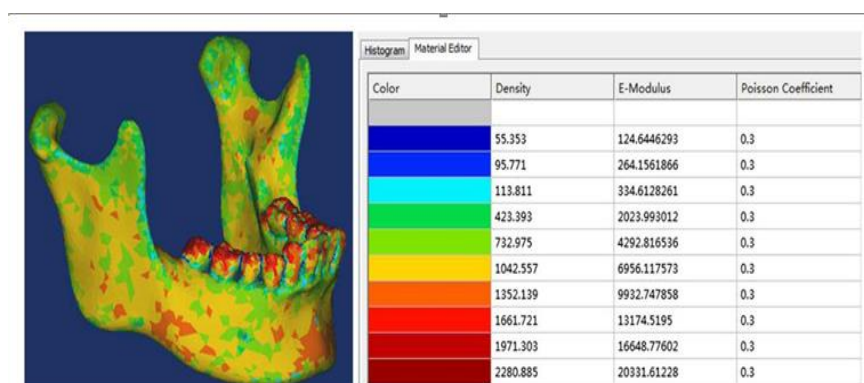 Histogram Material Editor
Color Density E-Modulus Poisson Coefficient
55.353 124.6446293 0.3
95.771 264.1561866 0.3
113.811 334.6128261 0.3
423.393 2023.993012 0.3
732.975 4292.816536 0.3
1042.557 6956.117573 0.3
1352.139 9932.747858 0.3
1661.721 13174.5195 0.3
1971.303 16648.77602 0.3
2280.885 20331.61228 0.3